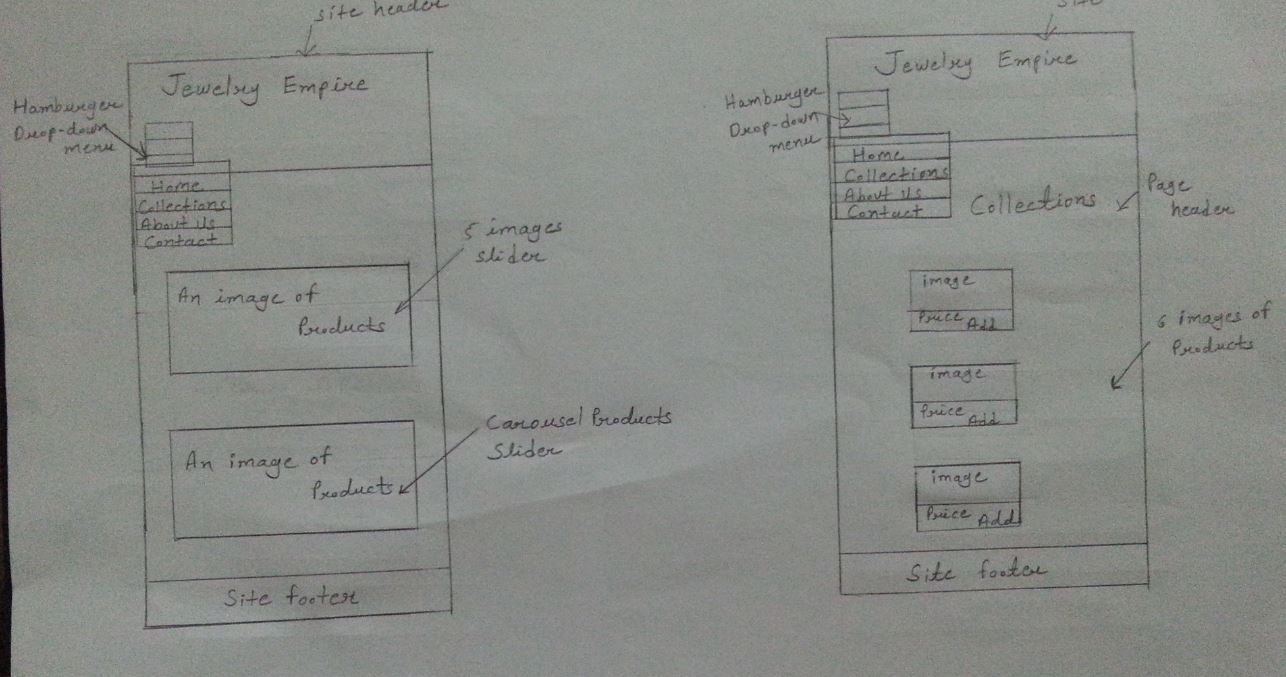 site header
Jewelry Empire
Hamburger
Drop-down
menu
Home
Collections
About Us
Contact
5 images
slider
An image of
Products
Carousel Products
Slider
An image of
Products
Site footer
Jewelry Empire
Hamburger
Drop-down
menu
Home
Collections
About Us
Contact
Collections
Page
header
image
Price Add
6 images of
Products
image
Price Add
image
Price Add
Site footer